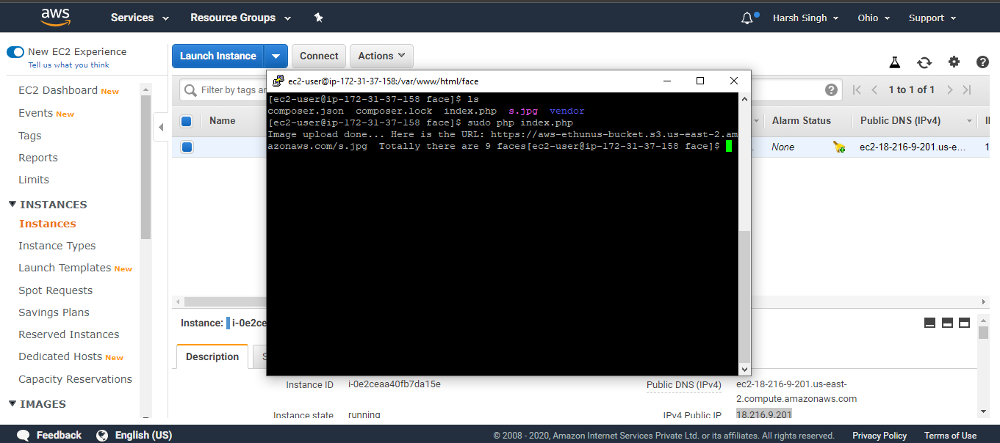 aws Services Resource Groups Harsh Singh Ohio Support
New EC2 Experience
Tell us what you think
EC2 Dashboard New
Events New
Tags
Reports
Limits
INSTANCES
Instances
Instance Types
Launch Templates New
Spot Requests
Savings Plans
Reserved Instances
Dedicated Hosts New
Capacity Reservations
IMAGES
Launch Instance Connect Actions
Filter by tags 1 to 1 of 1
Name Alarm Status Public DNS (IPv4)
None ec2-18-216-9-201.us-e...
ec2-user@ip-172-31-37-158:/var/www/html/face
[ec2-user@ip-172-31-37-158 face]$ ls
composer.json composer.lock index.php s.jpg vendor
[ec2-user@ip-172-31-37-158 face]$ sudo php index.php
Image upload done... Here is the URL: https://aws-ethunus-bucket.s3.us-east-2.am
azonaws.com/s.jpg Totally there are 9 faces[ec2-user@ip-172-31-37-158 face]$
Instance: i-0e2ce
Description
Instance ID i-0e2ceaa40fb7da15e Public DNS (IPv4) ec2-18-216-9-201.us-east-
2.compute.amazonaws.com
Instance state running IPv4 Public IP 18.216.9.201
Feedback English (US) © 2008 - 2020, Amazon Internet Services Private Ltd. or its affiliates. All rights reserved. Privacy Policy Terms of Use